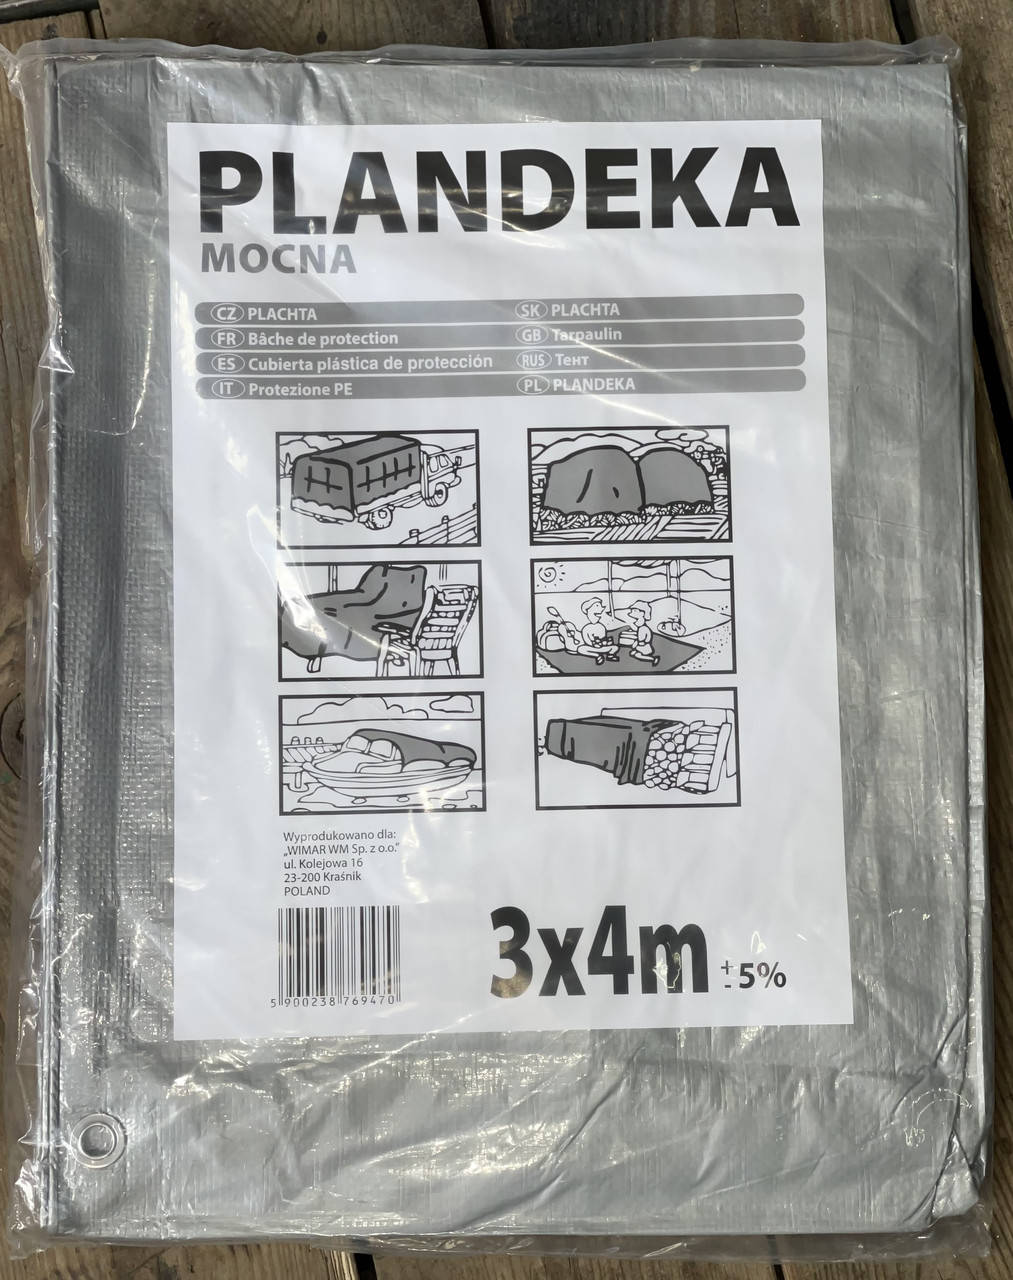 PLANDEKA
MOCNA
CZ PLACHTA
SK PLACHTA
FR Bâche de protection
GB Tarpaulin
ES Cubierta plástica de protección
RUS Тент
IT Protezione PE
PL PLANDEKA
Wyprodukowano dla:
„WIMAR WM Sp. z o.o.”
ul. Kolejowa 16
23-200 Kraśnik
POLAND
5 900238 769470
3x4m +- 5%